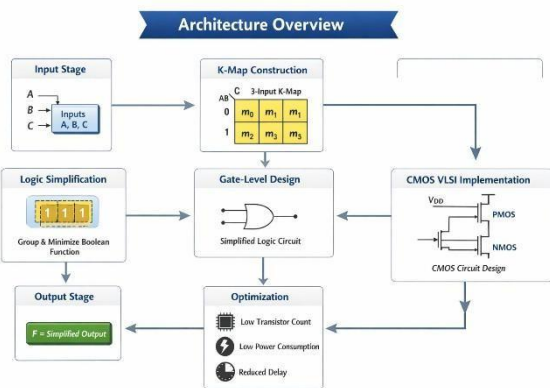 Architecture Overview
Input Stage
A
B
C
Inputs
A, B, C
K-Map Construction
C
AB
3-Input K-Map
0 m0 m1 m1
1 m2 m3 m5
Logic Simplification
1 1 1
Group & Minimize Boolean
Function
Gate-Level Design
Simplified Logic Circuit
CMOS VLSI Implementation
VDD
PMOS
NMOS
CMOS Circuit Design
Output Stage
F = Simplified Output
Optimization
Low Transistor Count
Low Power Consumption
Reduced Delay